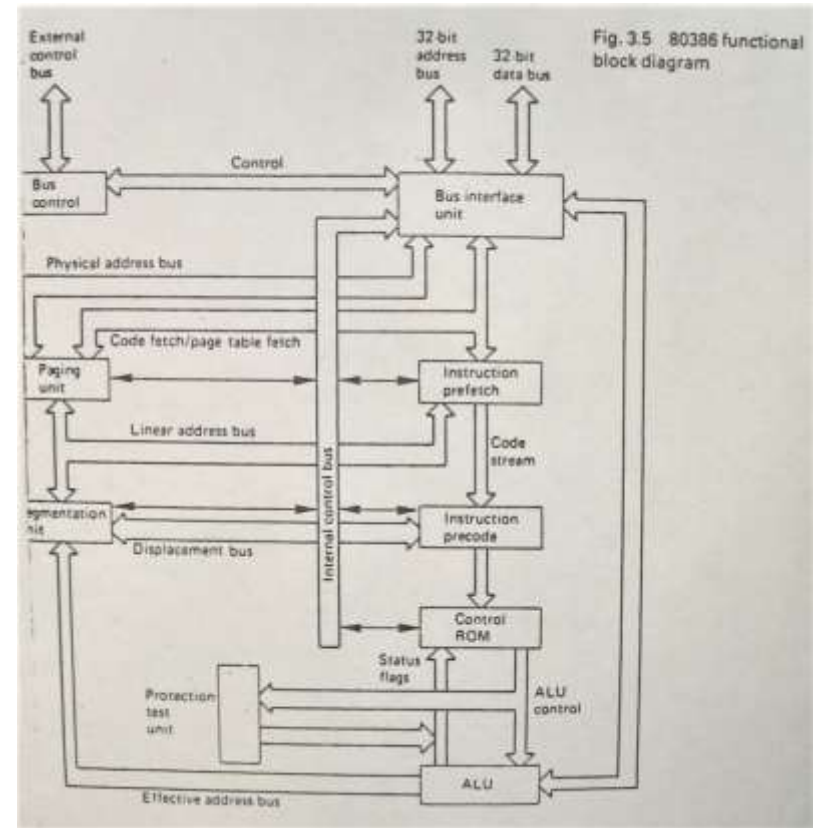 External
control
bus
32-bit
address
bus
32-bit
data bus
Fig. 3.5 80386 functional
block diagram
Control
Bus
control
Bus interface
unit
Physical address bus
Code fetch/page table fetch
Paging
unit
Instruction
prefetch
Linear address bus
Code
stream
Internal control bus
egmentation
nit
Displacement bus
Instruction
precode
Control
ROM
Status
flags
Protection
test
unit
ALU
control
ALU
Effective address bus